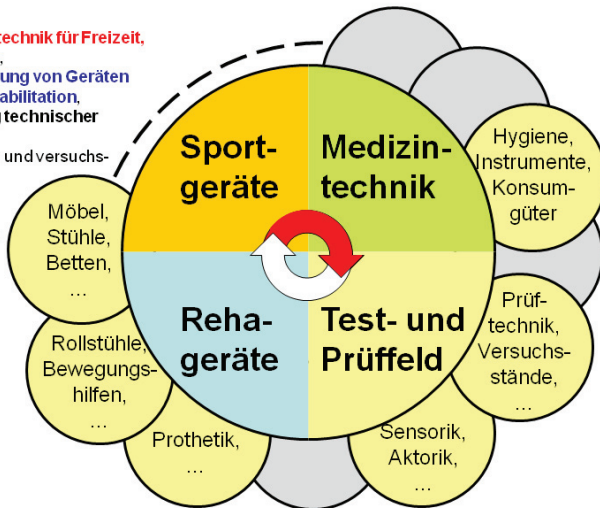 technik für Freizeit,
,
ung von Geräten
abilitation,
g technischer
und versuchs-
Sport-
geräte
Medizin-
technik
Reha-
geräte
Test- und
Prüffeld
Hygiene,
Instrumente,
Konsum-
güter
Prüf-
technik,
Versuchs-
stände,
...
Sensorik,
Aktorik,
...
Prothetik,
...
Rollstühle,
Bewegungs-
hilfen,
...
Möbel,
Stühle,
Betten,
...